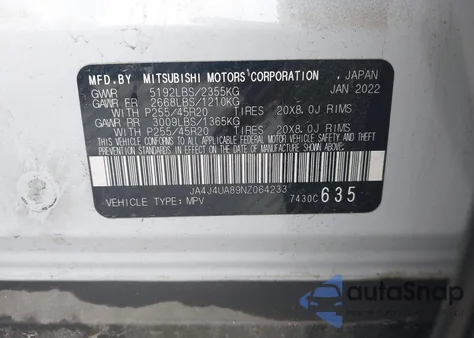 MFD.BY MITSUBISHI MOTORS CORPORATION , JAPAN
GVWR 5192LBS/2355KG JAN 2022
GAWR FR 2668LBS/1210KG
WITH P255/45R20 TIRES 20X8.0J RIMS
GAWR RR 3009LBS/1365KG
WITH P255/45R20 TIRES 20X8.0J RIMS
THIS VEHICLE CONFORMS TO ALL APPLICABLE FEDERAL MOTOR VEHICLE SAFETY AND THEFT
PREVENTION STANDARDS IN EFFECT ON THE DATE OF MANUFACTURE SHOWN ABOVE.
JA4J4UA89NZ064233
VEHICLE TYPE: MPV 7430C 635
autoSnap